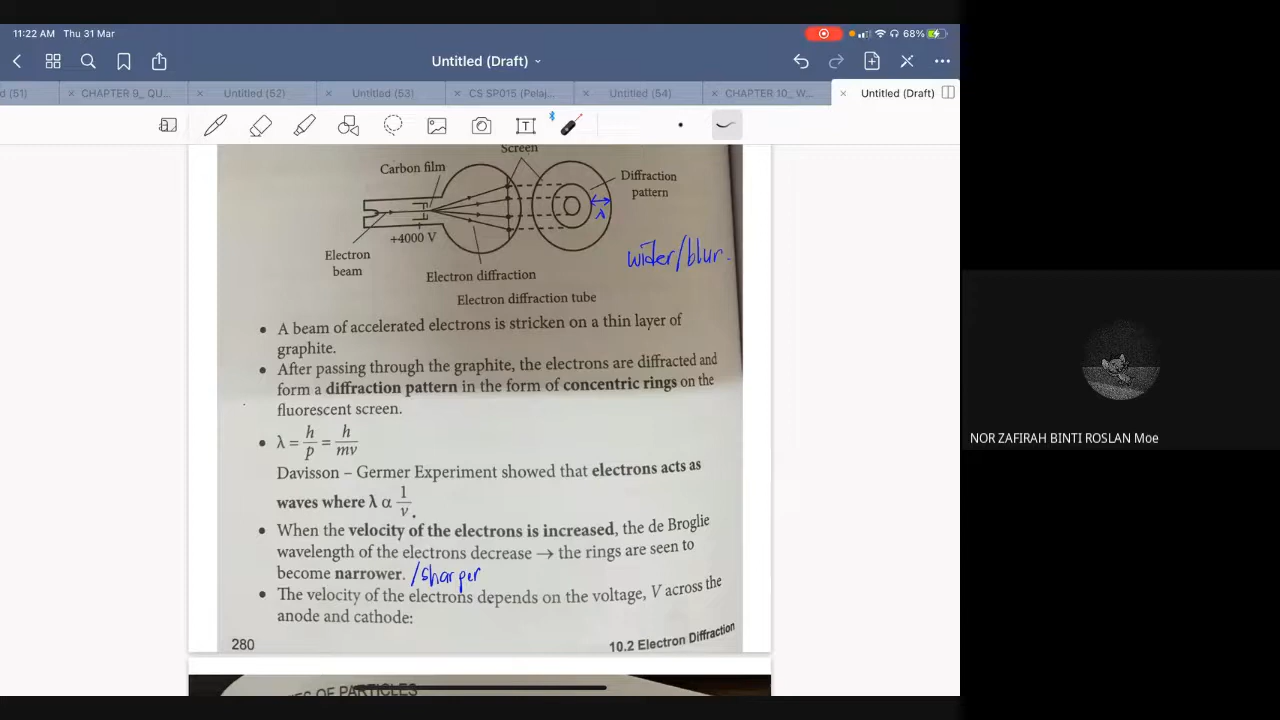 11:22 AM Thu 31 Mar
68%
Untitled (Draft)
d (51)
CHAPTER 9_ QU...
Untitled (52)
Untitled (53)
CS SP015 (Pelaj...
Untitled (54)
CHAPTER 10_ W...
Untitled (Draft)
Screen
Carbon film
Diffraction
pattern
λ
+4000 V
Electron
beam
wider/blur.
Electron diffraction
Electron diffraction tube
• A beam of accelerated electrons is stricken on a thin layer of
graphite.
• After passing through the graphite, the electrons are diffracted and
form a diffraction pattern in the form of concentric rings on the
fluorescent screen.
• λ = h/p = h/mv
Davisson – Germer Experiment showed that electrons acts as
waves where λ α 1/v.
• When the velocity of the electrons is increased, the de Broglie
wavelength of the electrons decrease → the rings are seen to
become narrower. /sharper
• The velocity of the electrons depends on the voltage, V across the
anode and cathode:
280
10.2 Electron Diffraction
OF PARTICLES
NOR ZAFIRAH BINTI ROSLAN Moe